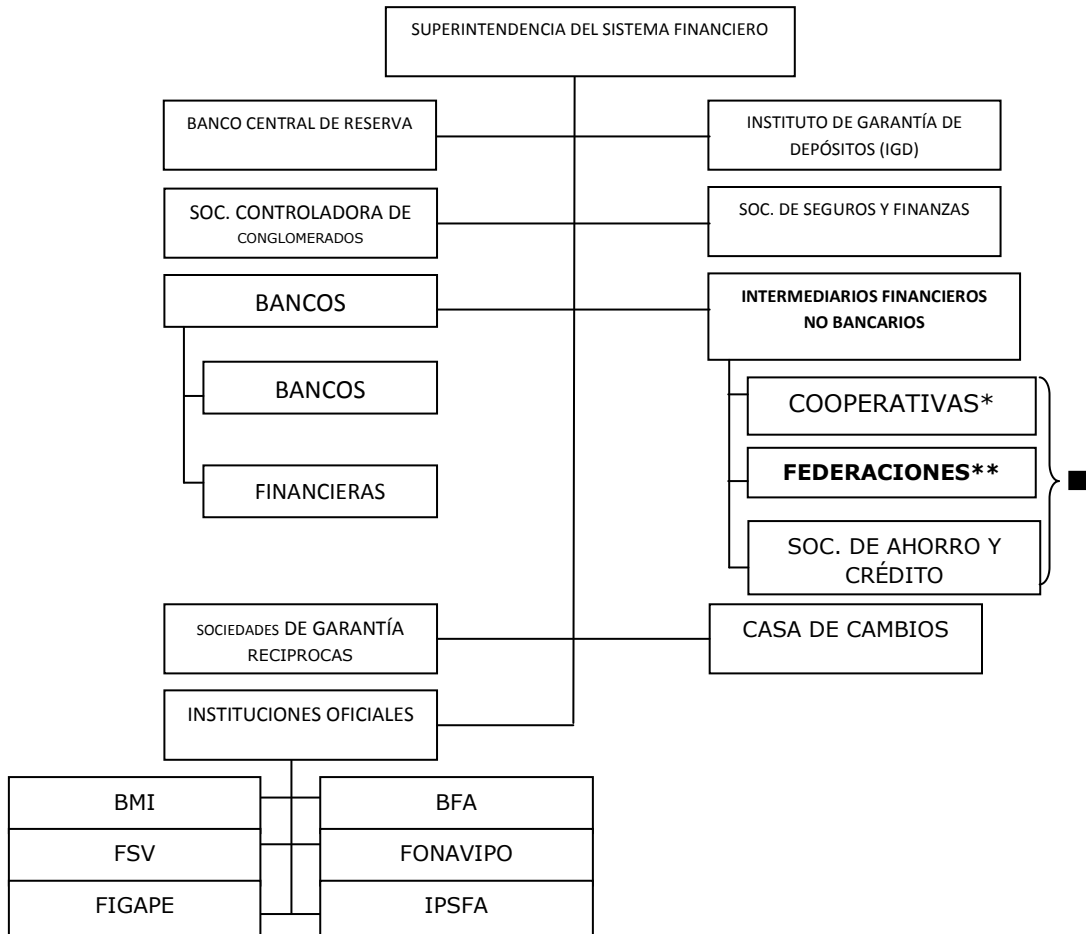 SUPERINTENDENCIA DEL SISTEMA FINANCIERO
BANCO CENTRAL DE RESERVA
INSTITUTO DE GARANTÍA DE
DEPÓSITOS (IGD)
SOC. CONTROLADORA DE
CONGLOMERADOS
SOC. DE SEGUROS Y FINANZAS
BANCOS
INTERMEDIARIOS FINANCIEROS
NO BANCARIOS
BANCOS
COOPERATIVAS*
FEDERACIONES**
FINANCIERAS
SOC. DE AHORRO Y
CRÉDITO
SOCIEDADES DE GARANTÍA
RECIPROCAS
CASA DE CAMBIOS
INSTITUCIONES OFICIALES
BMI
BFA
FSV
FONAVIPO
FIGAPE
IPSFA